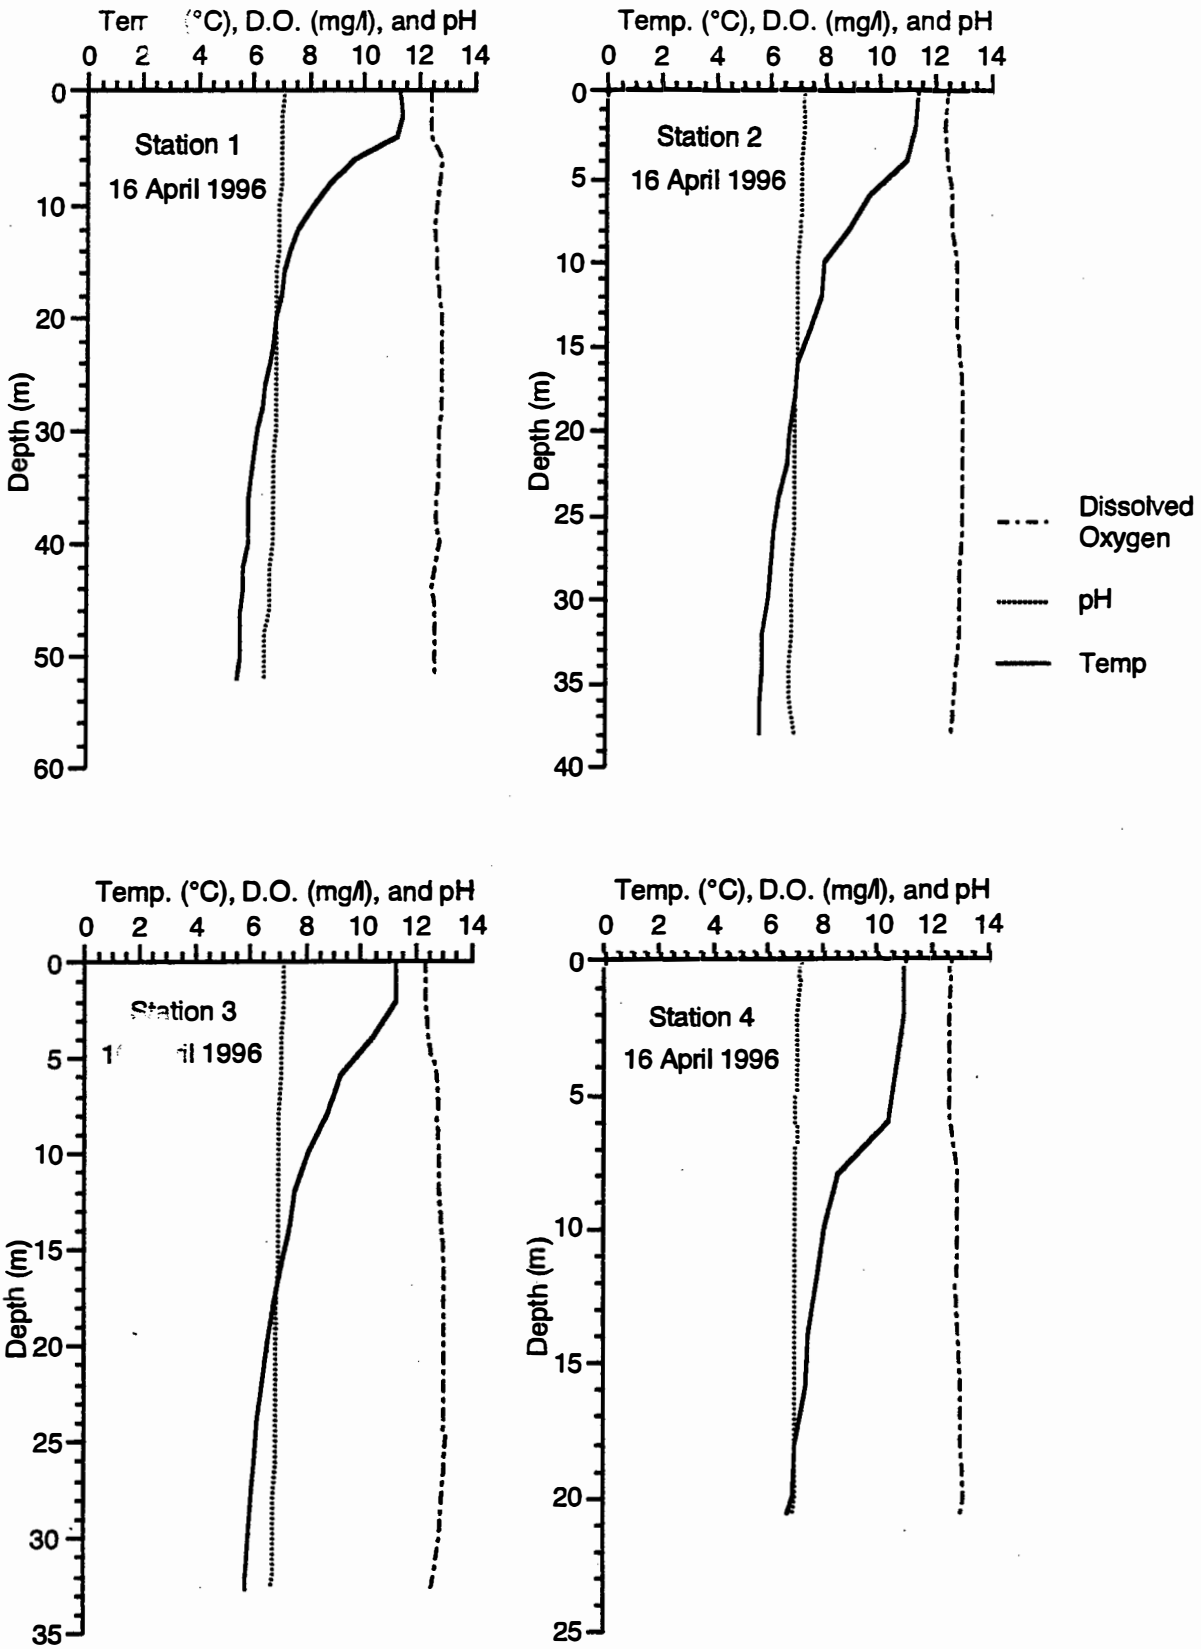 (°C), D.O. (mg/l), and pH
0 2 4 6 8 10 12 14
0
10
20
30
40
50
60
Depth (m)
Station 1
16 April 1996
Temp. (°C), D.O. (mg/l), and pH
0 2 4 6 8 10 12 14
0
5
10
15
20
25
30
35
40
Depth (m)
Station 2
16 April 1996
Dissolved
Oxygen
pH
Temp
Temp. (°C), D.O. (mg/l), and pH
0 2 4 6 8 10 12 14
0
5
10
15
20
25
30
35
Depth (m)
Station 3
1996
Temp. (°C), D.O. (mg/l), and pH
0 2 4 6 8 10 12 14
0
5
10
15
20
25
Depth (m)
Station 4
16 April 1996